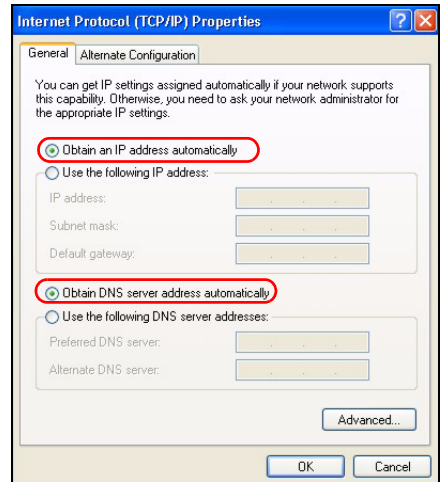 Internet Protocol (TCP/IP) Properties
General
Alternate Configuration
You can get IP settings assigned automatically if your network supports
this capability. Otherwise, you need to ask your network administrator for
the appropriate IP settings.
Obtain an IP address automatically
Use the following IP address:
IP address:
Subnet mask:
Default gateway:
Obtain DNS server address automatically
Use the following DNS server addresses:
Preferred DNS server:
Alternate DNS server:
Advanced...
OK
Cancel